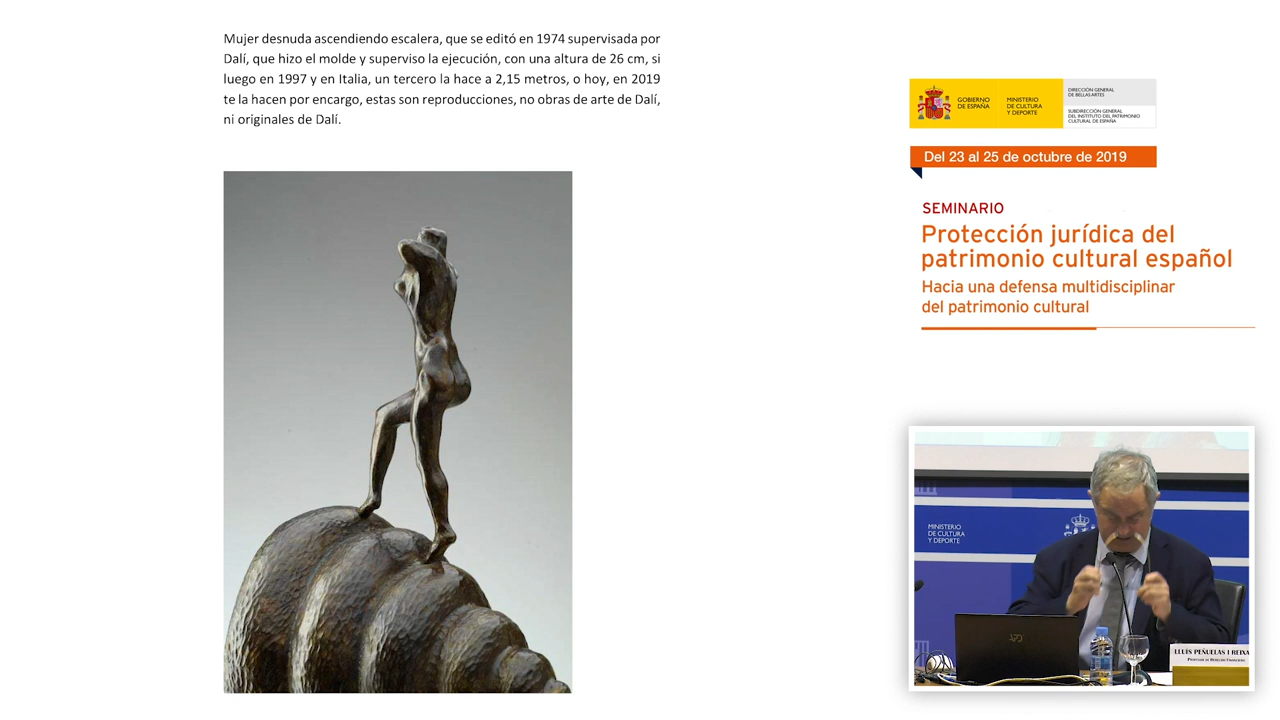 Mujer desnuda ascendiendo escalera, que se editó en 1974 supervisada por
Dalí, que hizo el molde y superviso la ejecución, con una altura de 26 cm, si
luego en 1997 y en Italia, un tercero la hace a 2,15 metros, o hoy, en 2019
te la hacen por encargo, estas son reproducciones, no obras de arte de Dalí,
ni originales de Dalí.
GOBIERNO
DE ESPAÑA
MINISTERIO
DE CULTURA
Y DEPORTE
DIRECCIÓN GENERAL
DE BELLAS ARTES
SUBDIRECCIÓN GENERAL
DEL INSTITUTO DEL PATRIMONIO
CULTURAL DE ESPAÑA
Del 23 al 25 de octubre de 2019
SEMINARIO
Protección jurídica del
patrimonio cultural español
Hacia una defensa multidisciplinar
del patrimonio cultural
MINISTERIO
DE CULTURA
Y DEPORTE
LLUÍS PEÑUELAS I REIXA
Profesor de Derecho Financiero